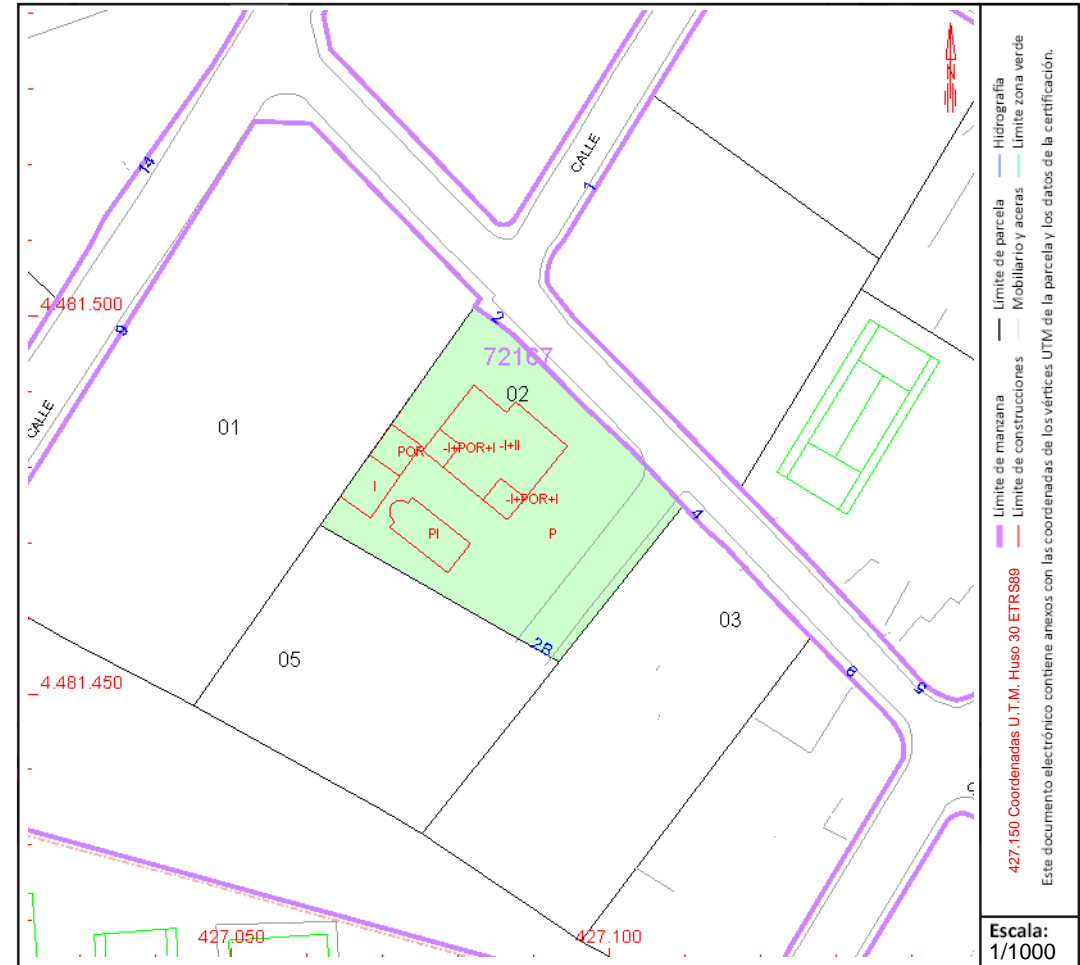 14
CALLE
7
N
4.481.500
9
2
72167
02
CALLE
01
POR
-I+POR+I
-I+II
I
-I+POR+I
PI
P
4
03
2B
05
6
5
4.481.450
427.050
427.100
Límite de manzana
Límite de parcela
Hidrografía
Límite de construcciones
Mobiliario y aceras
Límite zona verde
427.150 Coordenadas U.T.M. Huso 30 ETRS89
Este documento electrónico contiene anexos con las coordenadas de los vértices UTM de la parcela y los datos de la certificación.
Escala:
1/1000